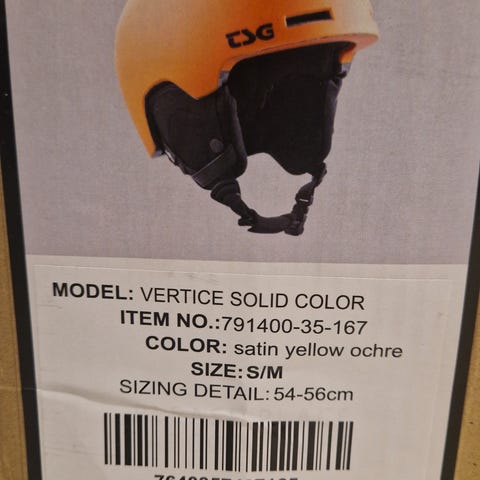 TSG
MODEL: VERTICE SOLID COLOR
ITEM NO.:791400-35-167
COLOR: satin yellow ochre
SIZE: S/M
SIZING DETAIL: 54-56cm